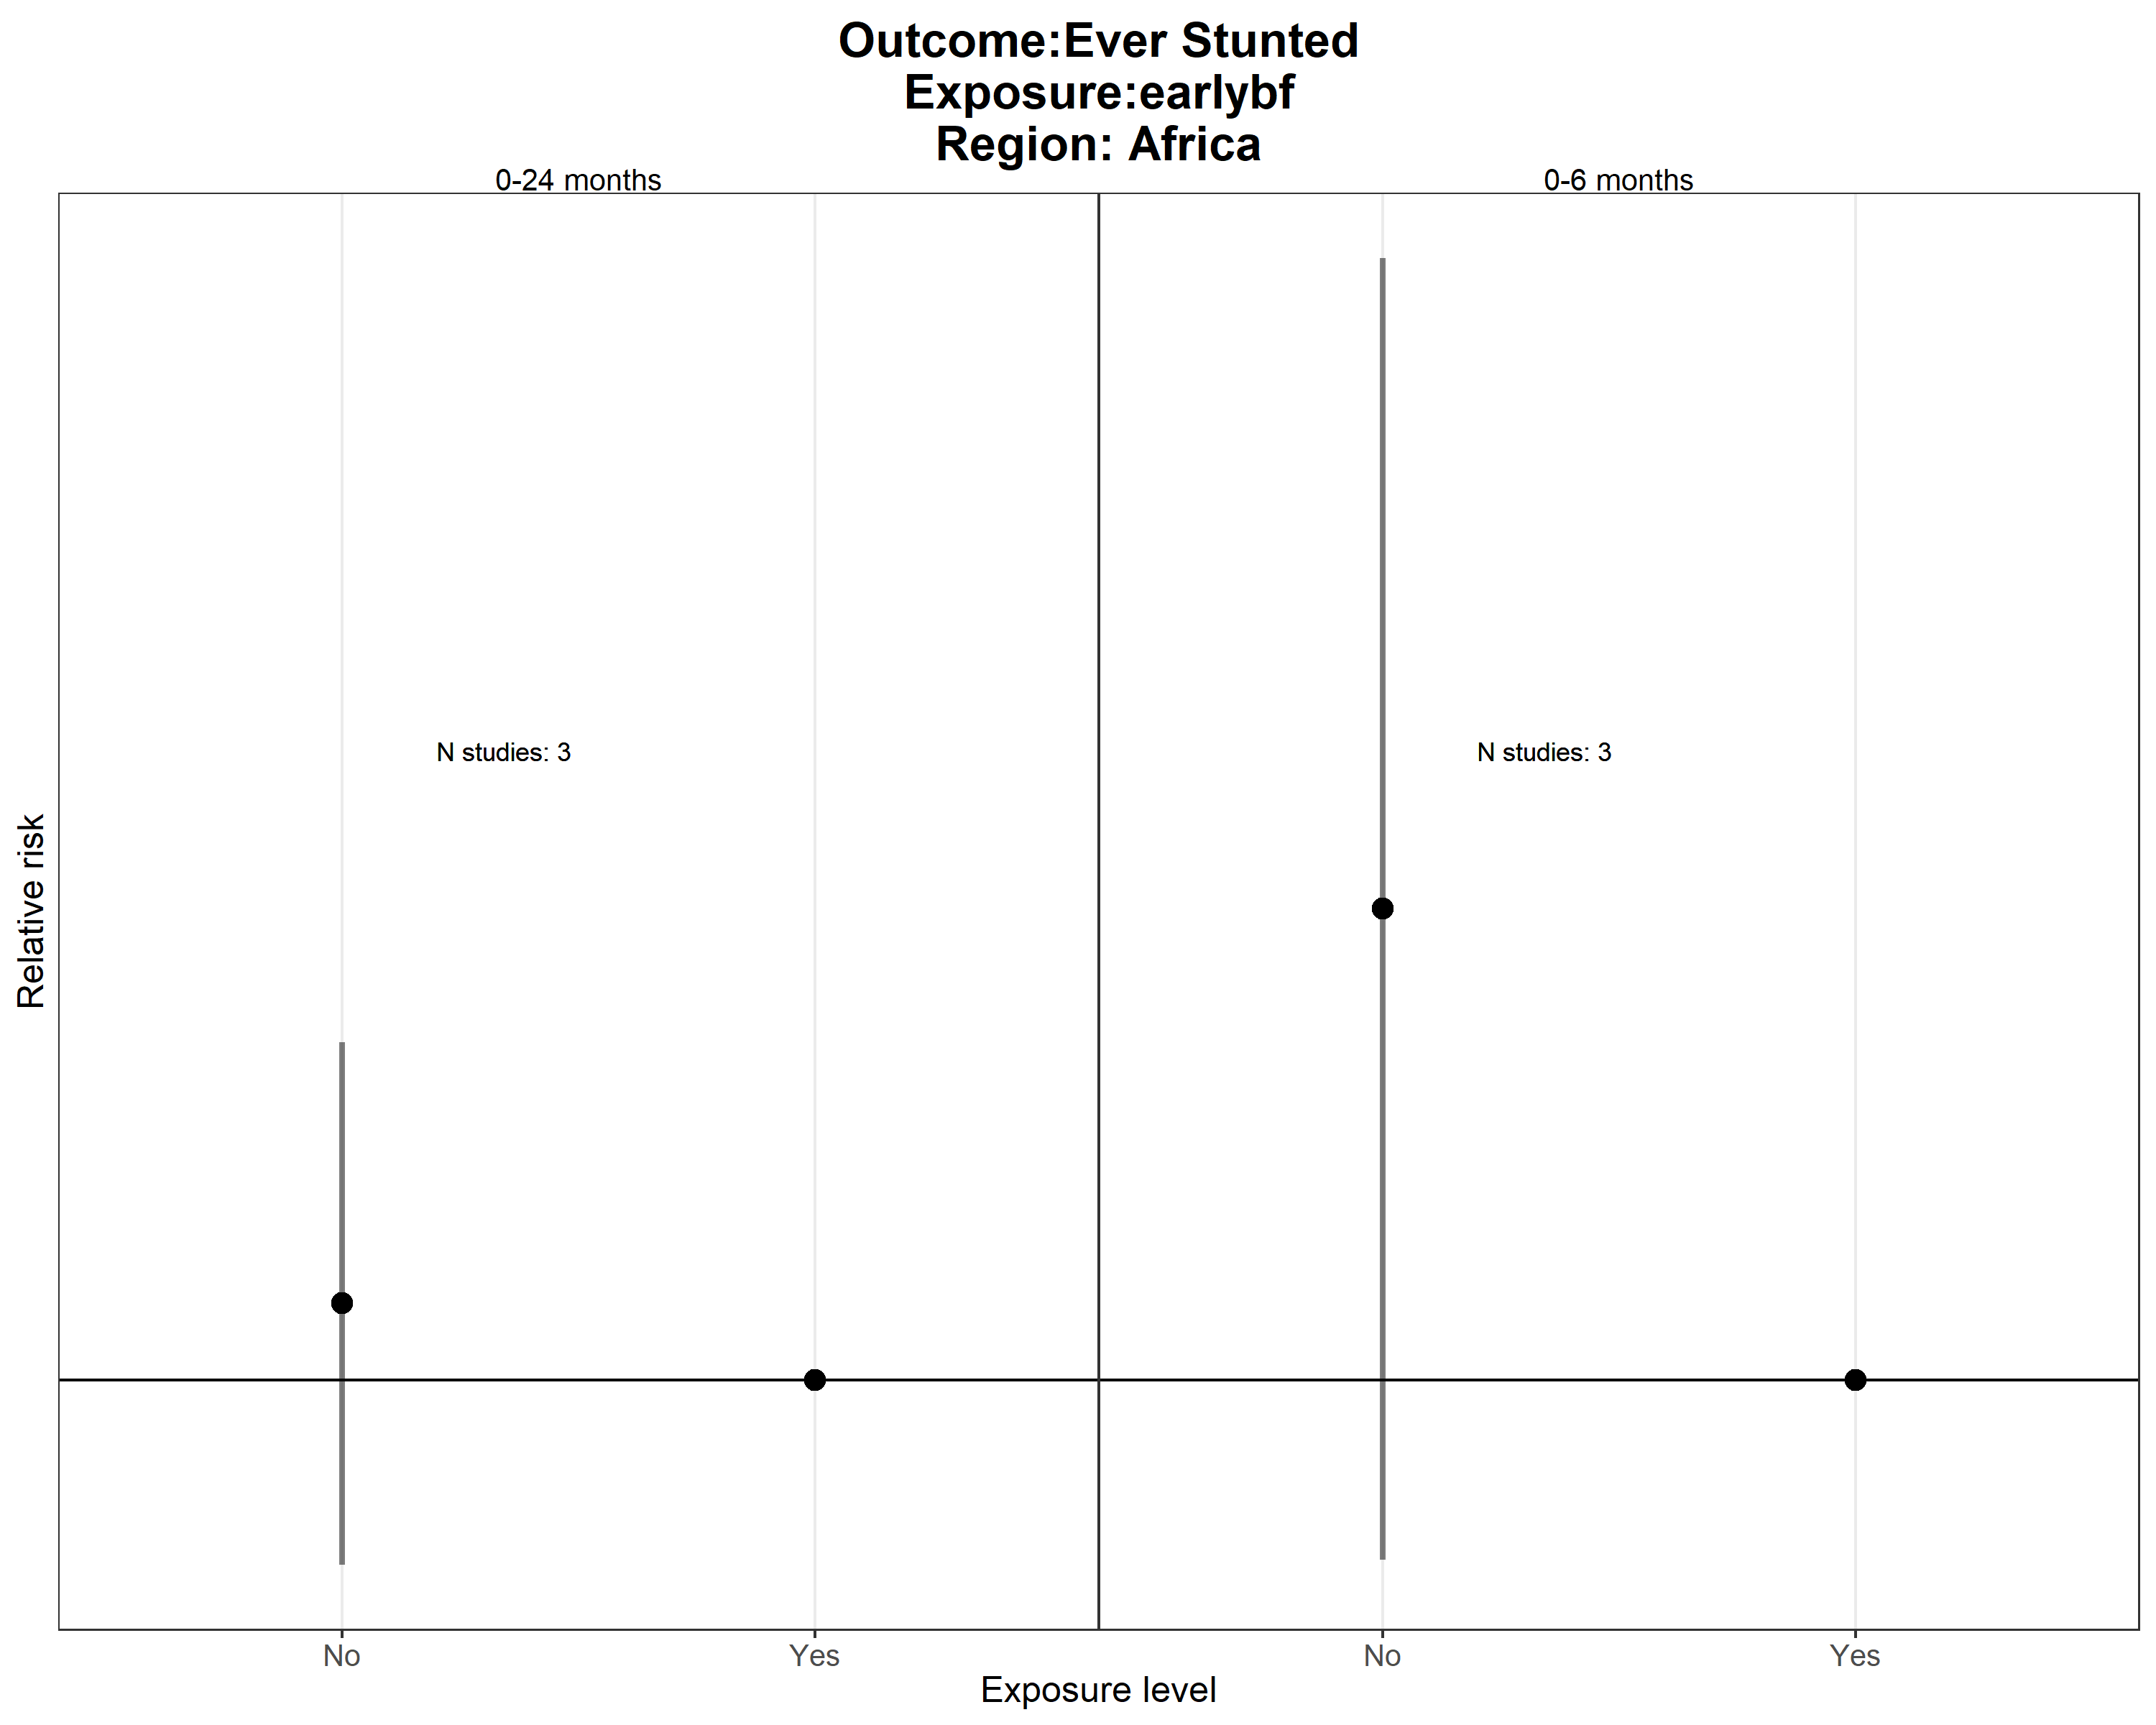 Outcome:Ever Stunted
Exposure:earlybf
Region: Africa
0-24 months
0-6 months
N studies: 3
N studies: 3
Relative risk
No
Yes
No
Yes
Exposure level